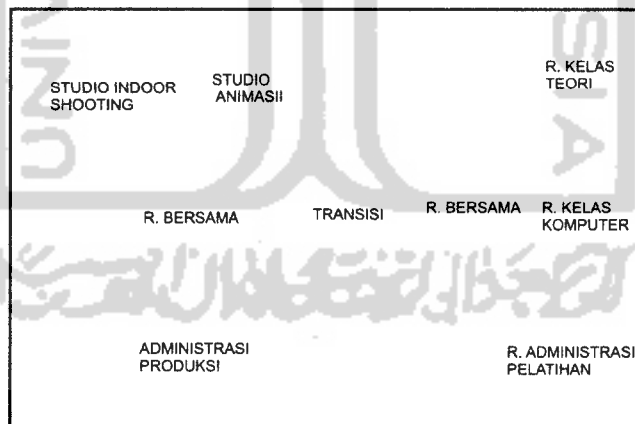 STUDIO INDOOR
SHOOTING
STUDIO
ANIMASII
R. KELAS
TEORI
R. BERSAMA
TRANSISI
R. BERSAMA
R. KELAS
KOMPUTER
ADMINISTRASI
PRODUKSI
R. ADMINISTRASI
PELATIHAN